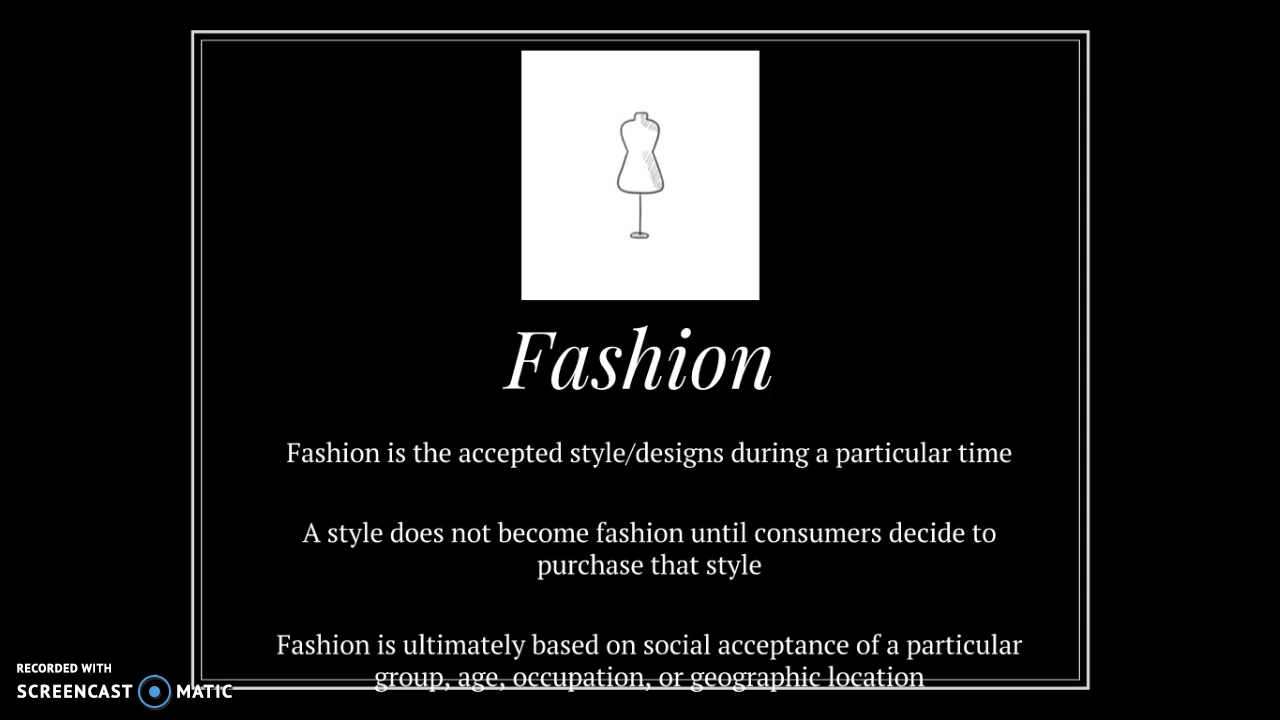 Fashion
Fashion is the accepted style/designs during a particular time
A style does not become fashion until consumers decide to
purchase that style
Fashion is ultimately based on social acceptance of a particular
group, age, occupation, or geographic location
RECORDED WITH
SCREENCAST MATIC